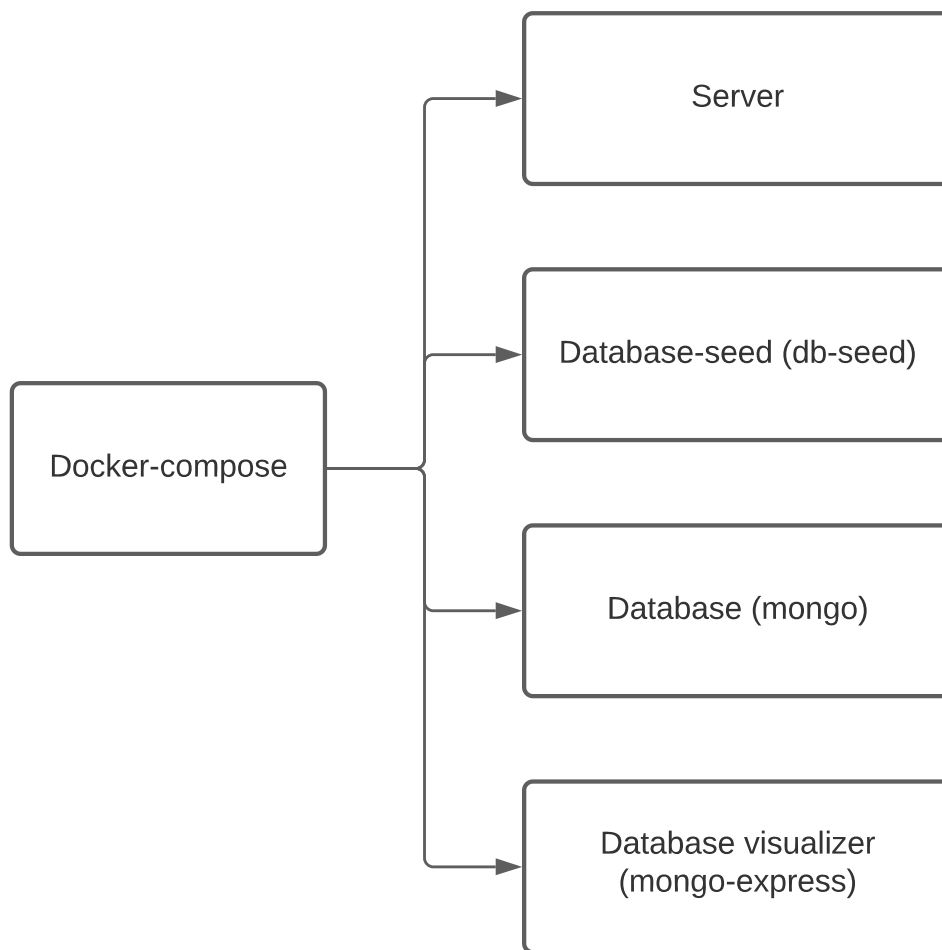 Server
Database-seed (db-seed)
Docker-compose
Database (mongo)
Database visualizer
(mongo-express)